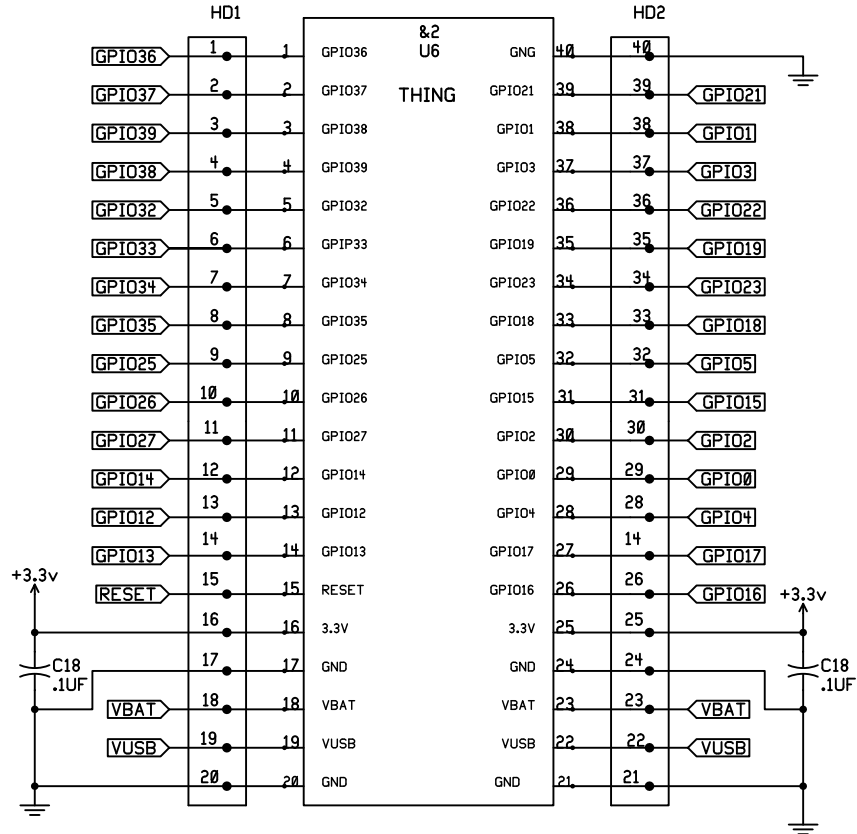 HD1 HD2
&2
U6
THING
GPIO36 1 1 GPIO36 GNG 40 40
GPIO37 2 2 GPIO37 GPIO21 39 39 GPIO21
GPIO39 3 3 GPIO38 GPIO1 38 38 GPIO1
GPIO38 4 4 GPIO39 GPIO3 37 37 GPIO3
GPIO32 5 5 GPIO32 GPIO22 36 36 GPIO22
GPIO33 6 6 GPIP33 GPIO19 35 35 GPIO19
GPIO34 7 7 GPIO34 GPIO23 34 34 GPIO23
GPIO35 8 8 GPIO35 GPIO18 33 33 GPIO18
GPIO25 9 9 GPIO25 GPIO5 32 32 GPIO5
GPIO26 10 10 GPIO26 GPIO15 31 31 GPIO15
GPIO27 11 11 GPIO27 GPIO2 30 30 GPIO2
GPIO14 12 12 GPIO14 GPIO0 29 29 GPIO0
GPIO12 13 13 GPIO12 GPIO4 28 28 GPIO4
GPIO13 14 14 GPIO13 GPIO17 27 14 GPIO17
+3.3v RESET 15 15 RESET GPIO16 26 26 GPIO16 +3.3v
16 16 3.3V 3.3V 25 25
C18 17 17 GND GND 24 24 C18
.1UF .1UF
VBAT 18 18 VBAT VBAT 23 23 VBAT
VUSB 19 19 VUSB VUSB 22 22 VUSB
20 20 GND GND 21 21